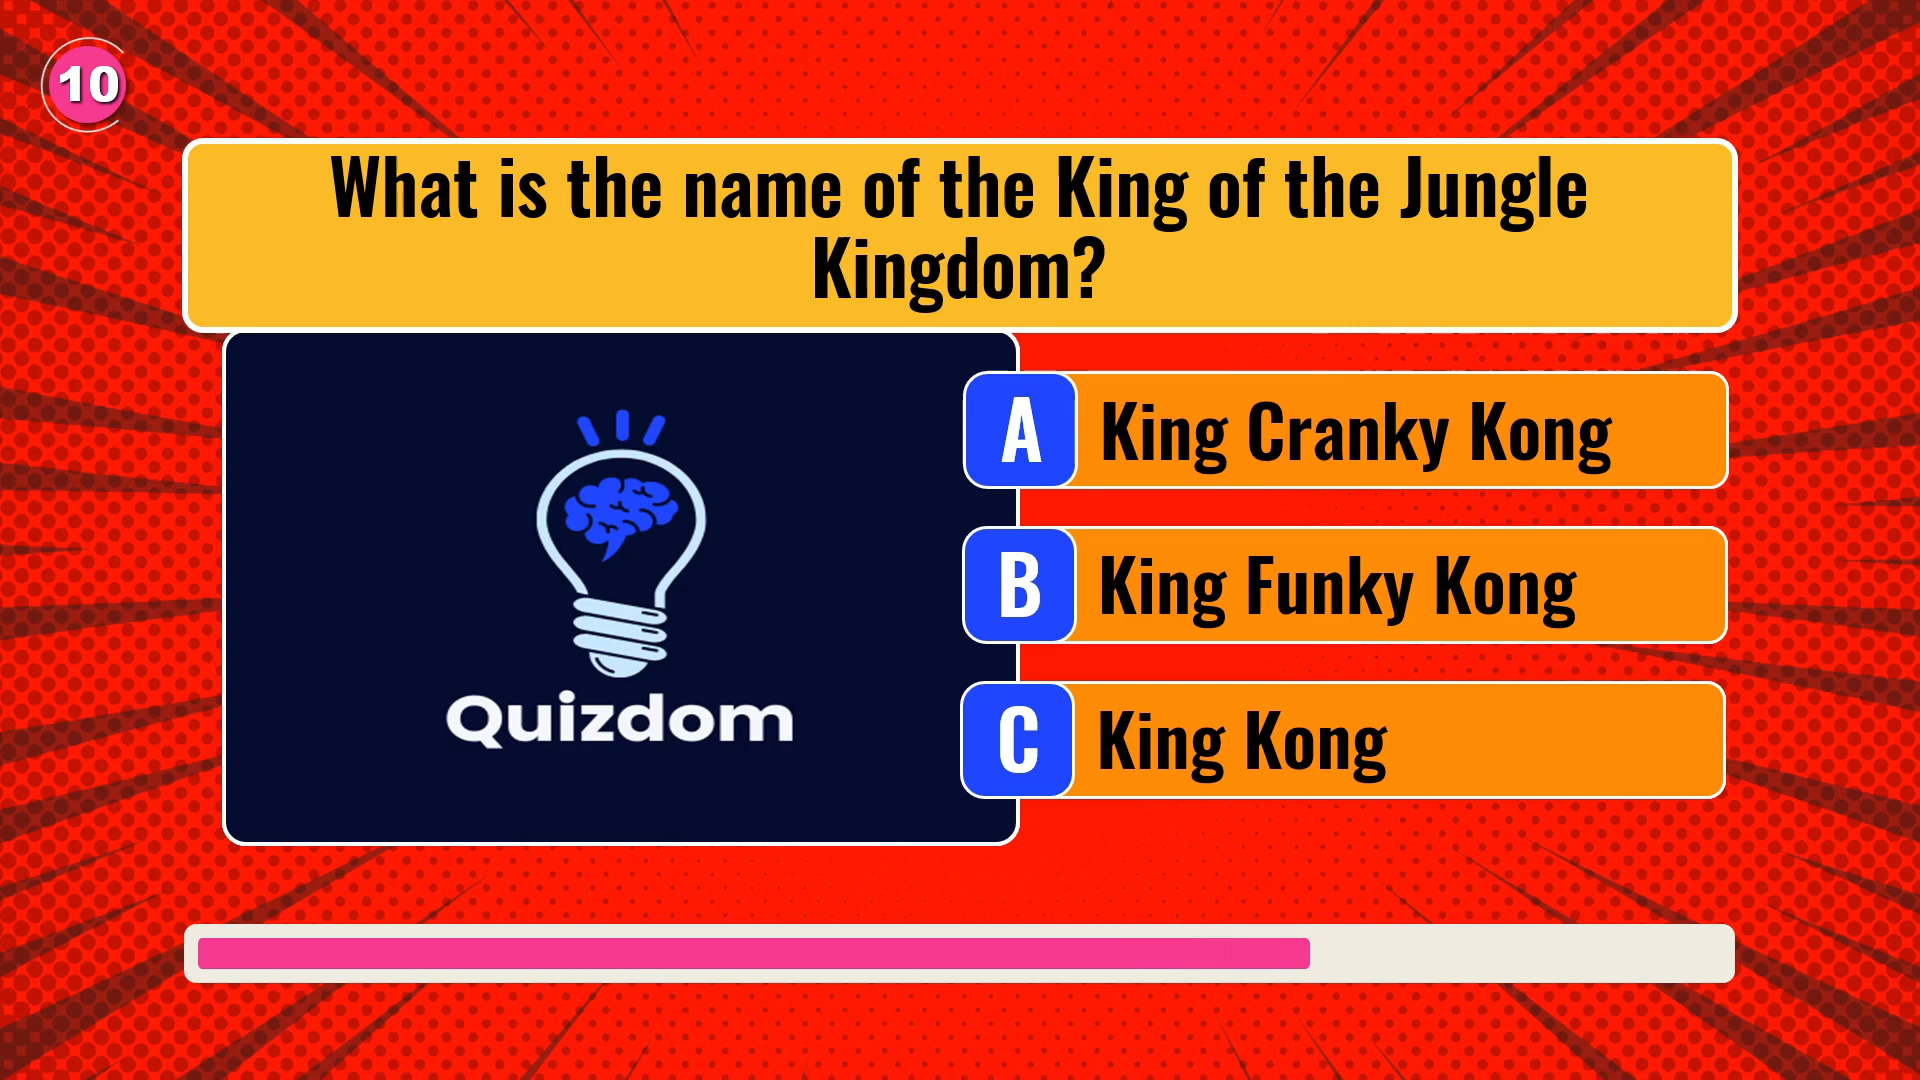 10
What is the name of the King of the Jungle
Kingdom?
A King Cranky Kong
B King Funky Kong
C King Kong
Quizdom